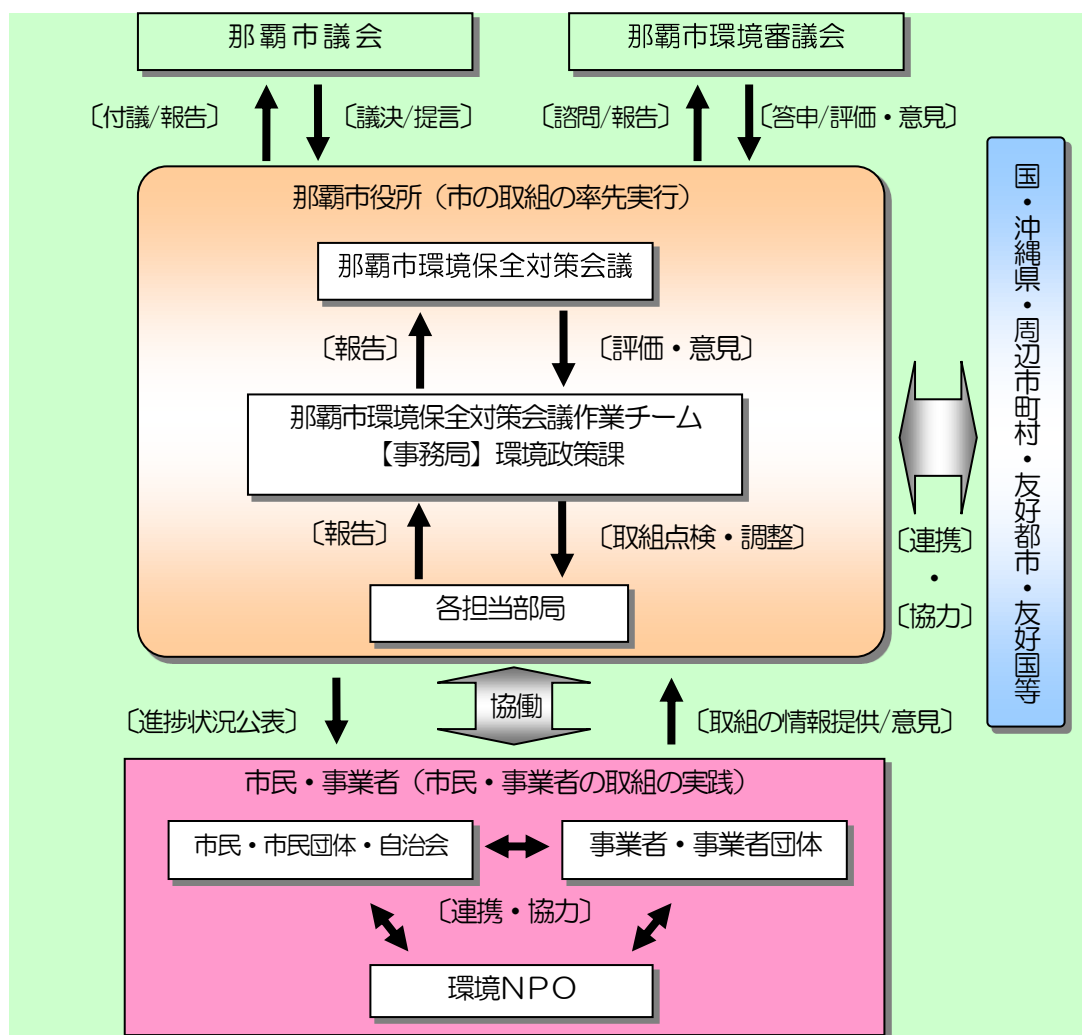 那覇市議会
那覇市環境審議会
〔付議/報告〕
〔議決/提言〕
〔諮問/報告〕
〔答申/評価・意見〕
那覇市役所（市の取組の率先実行）
那覇市環境保全対策会議
〔報告〕
〔評価・意見〕
那覇市環境保全対策会議作業チーム
【事務局】環境政策課
〔報告〕
〔取組点検・調整〕
各担当部局
国・沖縄県・周辺市町村・友好都市・友好国等
〔連携〕
・
〔協力〕
〔進捗状況公表〕
協働
〔取組の情報提供/意見〕
市民・事業者（市民・事業者の取組の実践）
市民・市民団体・自治会
事業者・事業者団体
〔連携・協力〕
環境ＮＰＯ